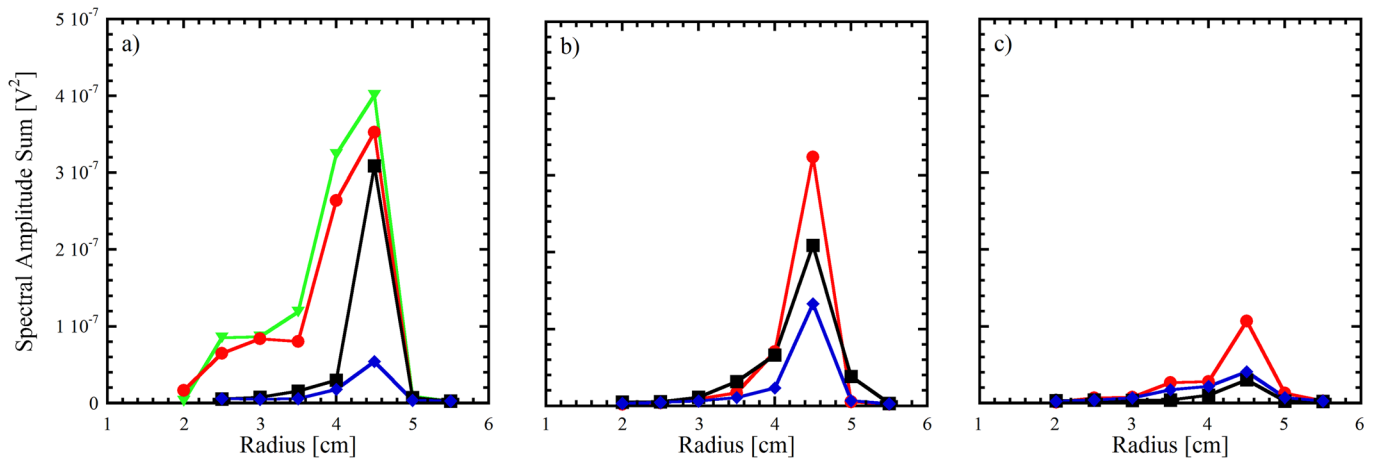 Spectral Amplitude Sum [V²]
5 10⁻⁷
4 10⁻⁷
3 10⁻⁷
2 10⁻⁷
1 10⁻⁷
0
a)
1 2 3 4 5 6
Radius [cm]
b)
1 2 3 4 5 6
Radius [cm]
c)
1 2 3 4 5 6
Radius [cm]